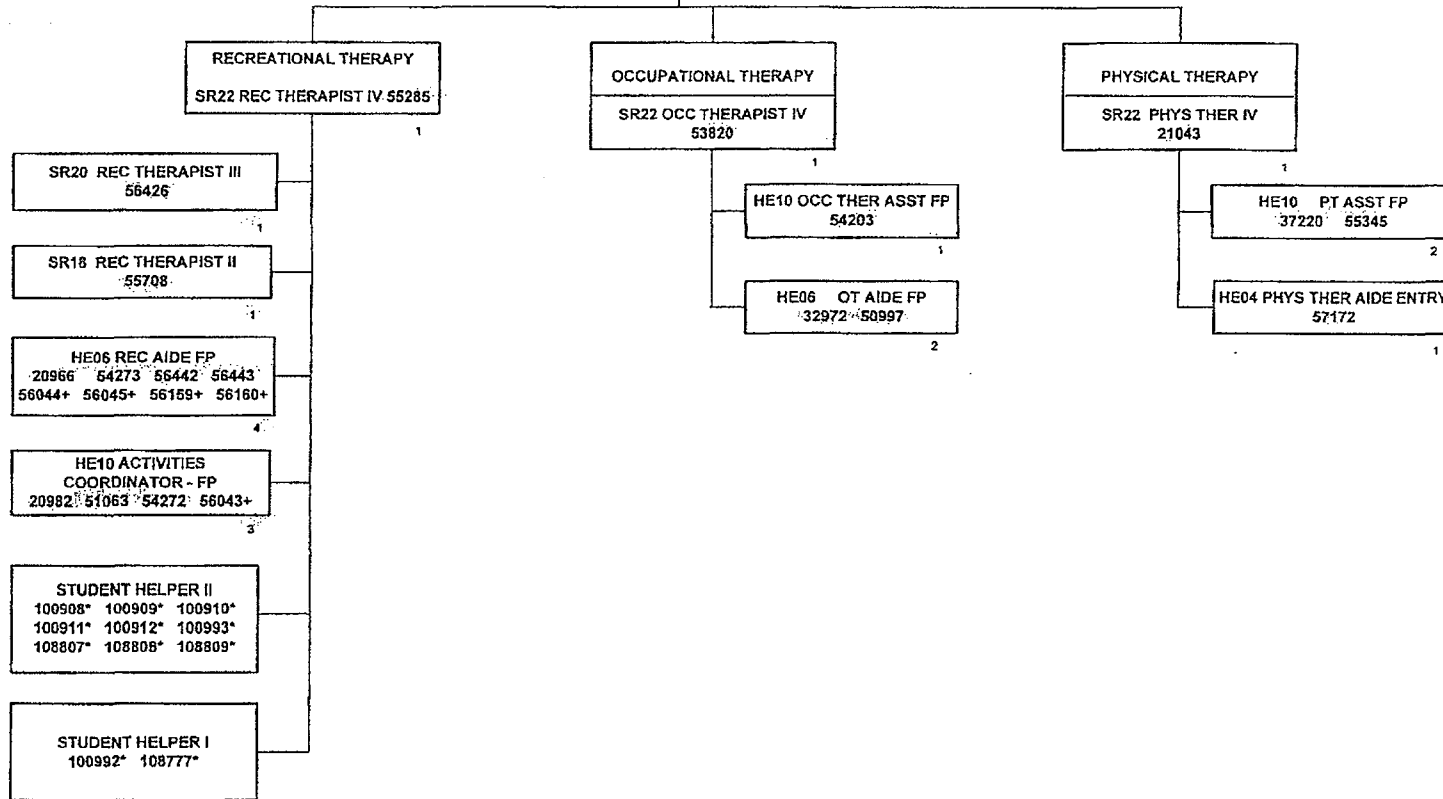 RECREATIONAL THERAPY
SR22 REC THERAPIST IV 55285
1
SR20 REC THERAPIST III
56426
1
SR18 REC THERAPIST II
55708
1
HE06 REC AIDE FP
20966 54273 56442 56443
56044+ 56045+ 56159+ 56160+
4
HE10 ACTIVITIES
COORDINATOR - FP
20982 51063 54272 56043+
3
STUDENT HELPER II
100908* 100909* 100910*
100911* 100912* 100993*
108807* 108808* 108809*
STUDENT HELPER I
100992* 108777*
OCCUPATIONAL THERAPY
SR22 OCC THERAPIST IV
53820
1
HE10 OCC THER ASST FP
54203
1
HE06 OT AIDE FP
32972 50997
2
PHYSICAL THERAPY
SR22 PHYS THER IV
21043
1
HE10 PT ASST FP
37220 55345
2
HE04 PHYS THER AIDE ENTRY
57172
1